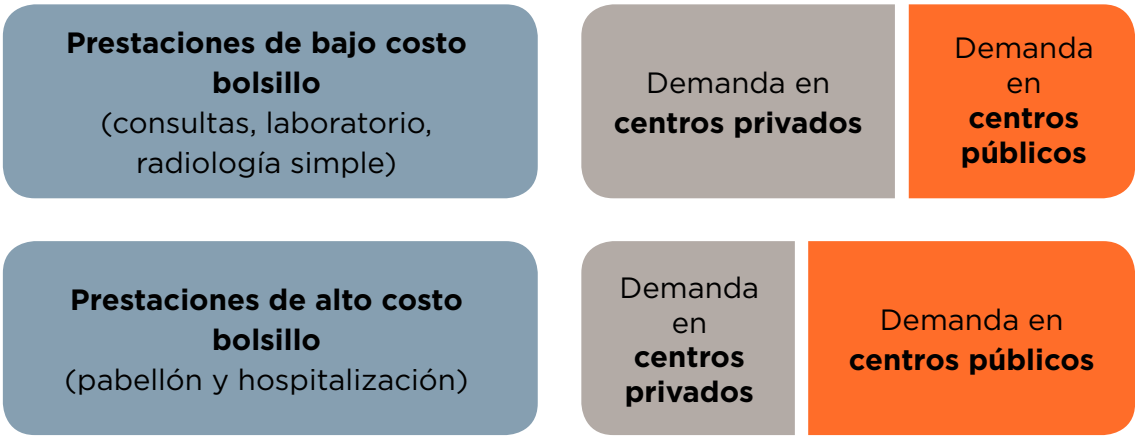 Prestaciones de bajo costo
bolsillo
(consultas, laboratorio,
radiología simple)
Demanda en
centros privados
Demanda
en
centros
públicos
Prestaciones de alto costo
bolsillo
(pabellón y hospitalización)
Demanda
en
centros
privados
Demanda en
centros públicos